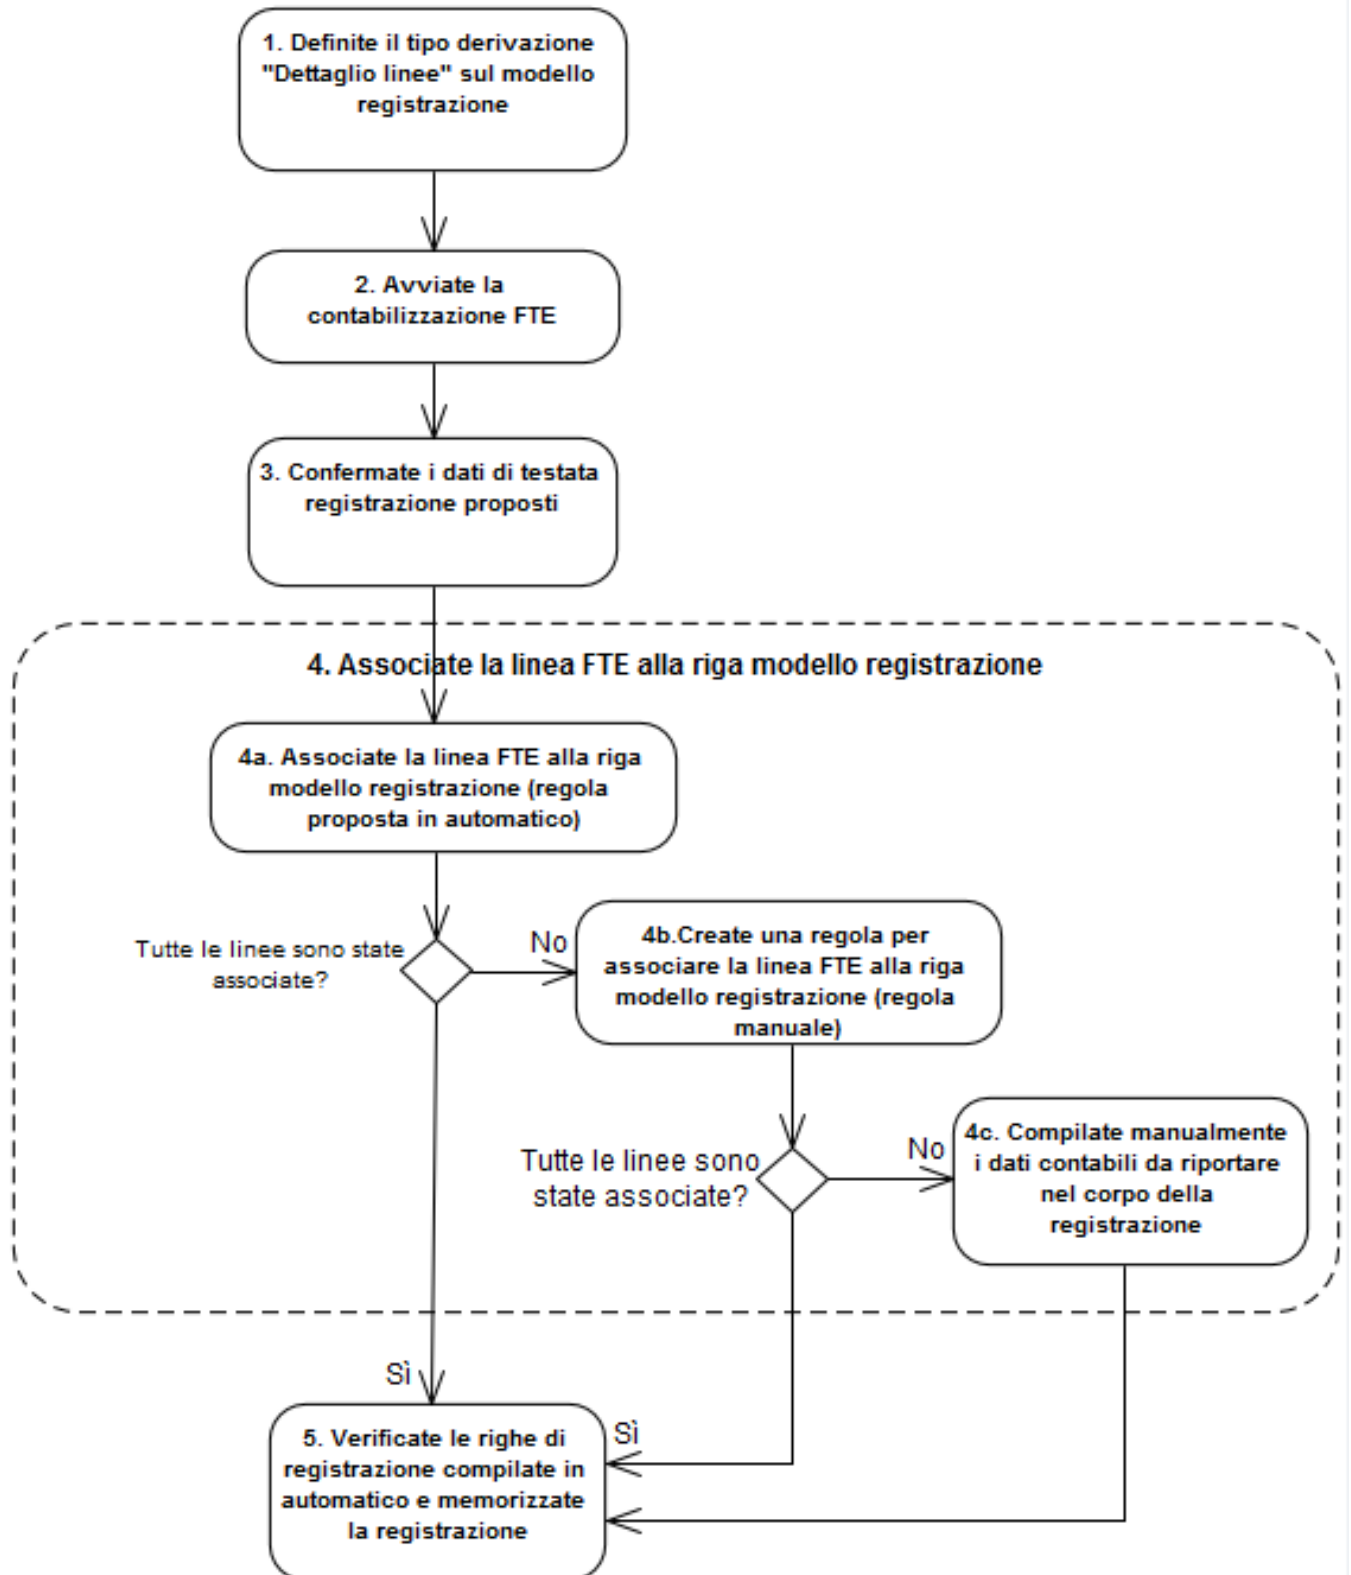 1. Definite il tipo derivazione
"Dettaglio linee" sul modello
registrazione
2. Avviate la
contabilizzazione FTE
3. Confermate i dati di testata
registrazione proposti
4. Associate la linea FTE alla riga modello registrazione
4a. Associate la linea FTE alla riga
modello registrazione (regola
proposta in automatico)
Tutte le linee sono state
associate?
No
4b.Create una regola per
associare la linea FTE alla riga
modello registrazione (regola
manuale)
Tutte le linee sono
state associate?
No
4c. Compilate manualmente
i dati contabili da riportare
nel corpo della
registrazione
Sì
Sì
5. Verificate le righe di
registrazione compilate in
automatico e memorizzate
la registrazione